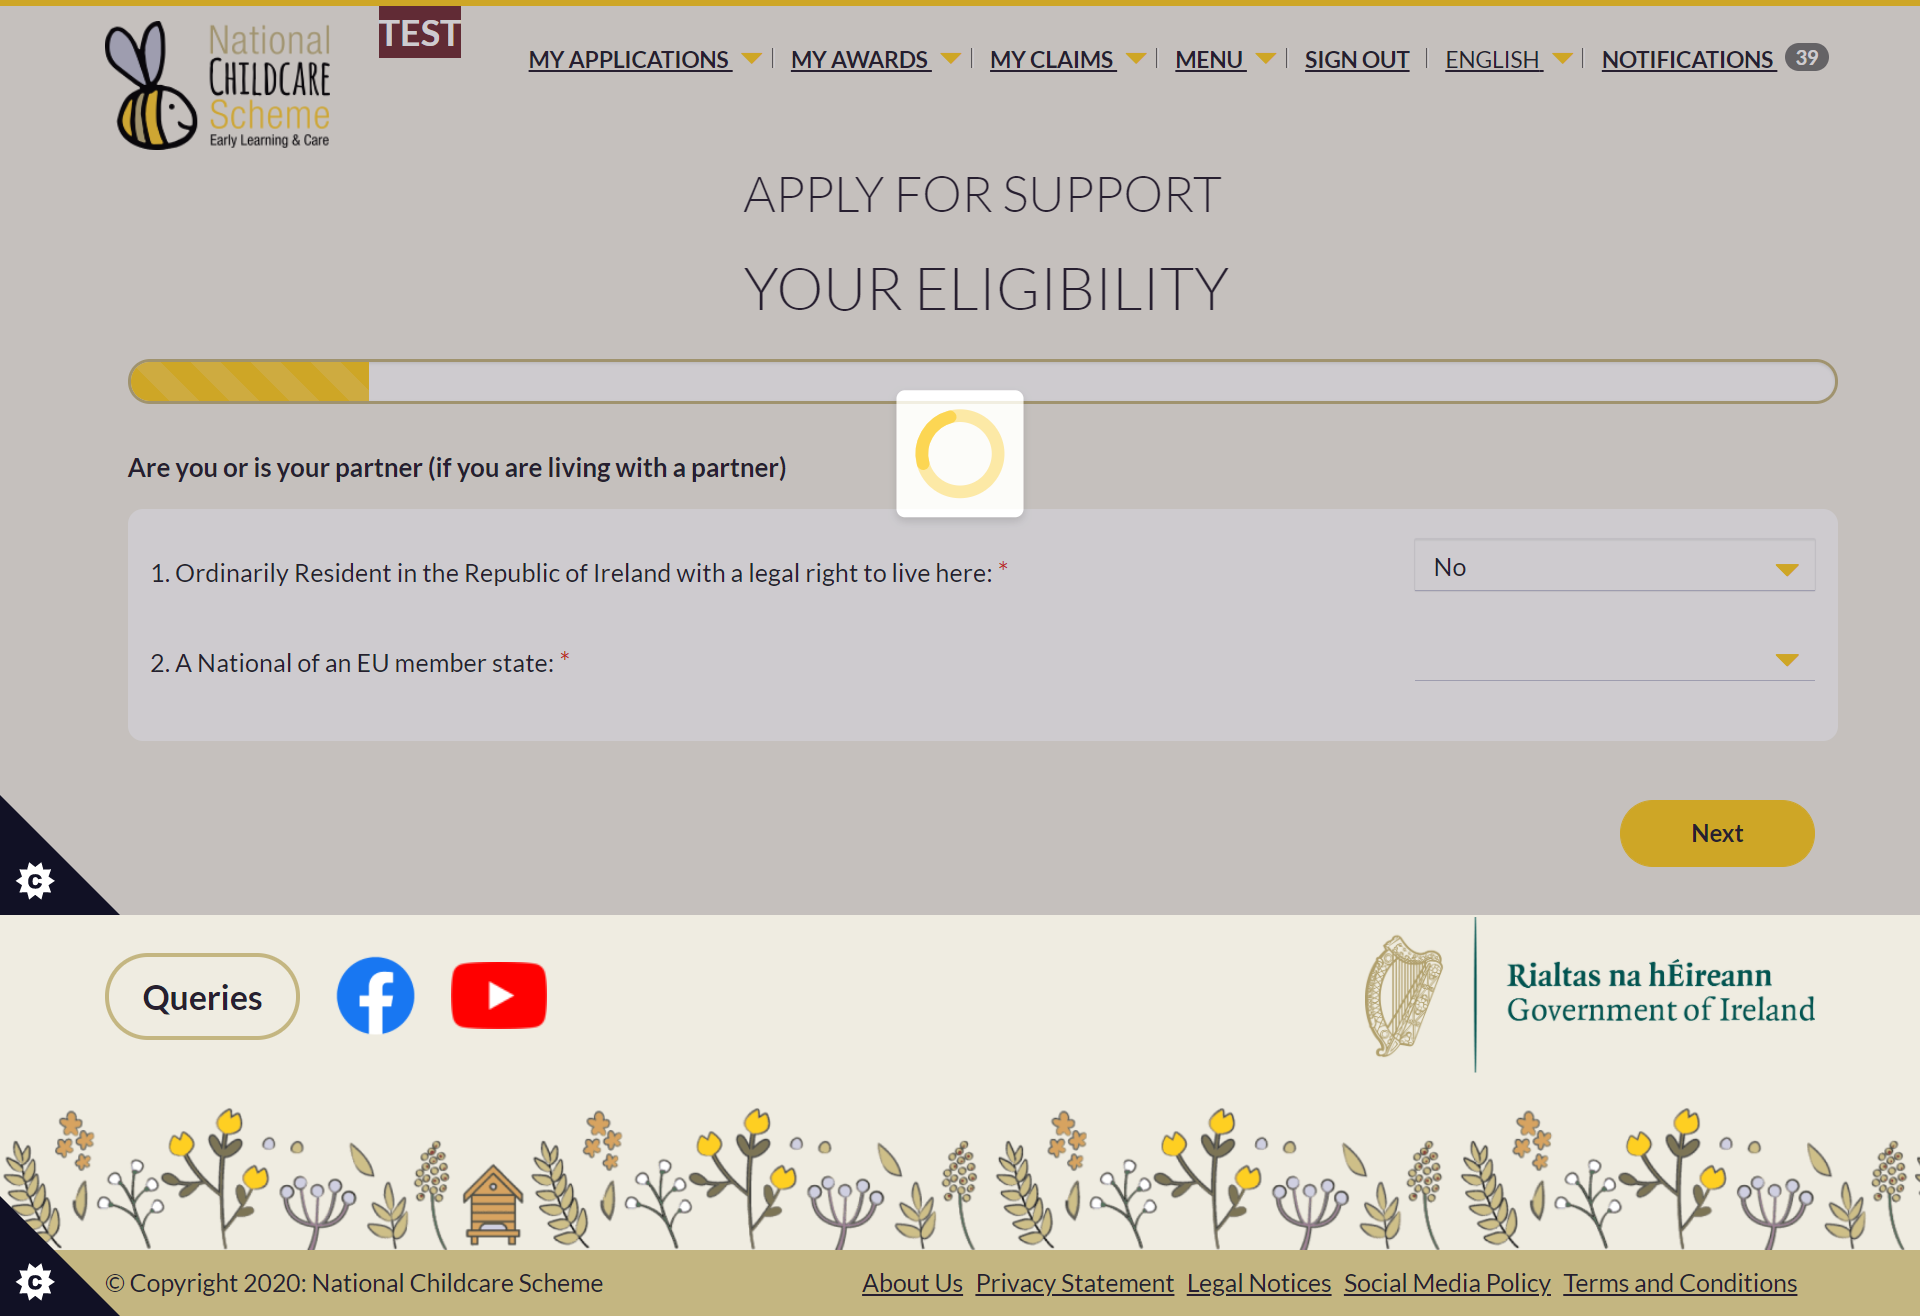 National
CHILDCARE
Scheme
Early Learning & Care
TEST
MY APPLICATIONS
MY AWARDS
MY CLAIMS
MENU
SIGN OUT
ENGLISH
NOTIFICATIONS 39
APPLY FOR SUPPORT
YOUR ELIGIBILITY
Are you or is your partner (if you are living with a partner)
1. Ordinarily Resident in the Republic of Ireland with a legal right to live here: *
No
2. A National of an EU member state: *
Next
C
Queries
Rialtas na hÉireann
Government of Ireland
C
© Copyright 2020: National Childcare Scheme
About Us Privacy Statement Legal Notices Social Media Policy Terms and Conditions